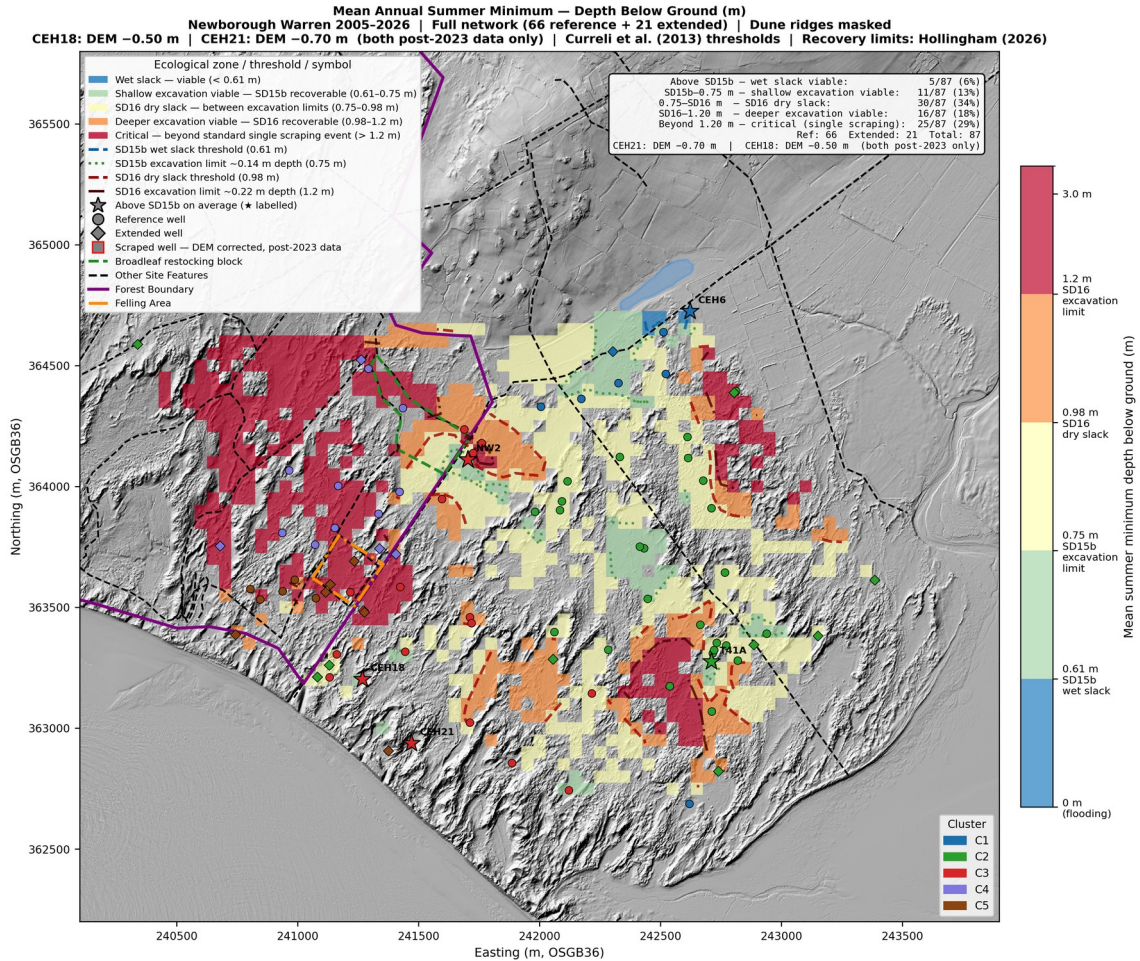 Mean Annual Summer Minimum — Depth Below Ground (m)
Newborough Warren 2005–2026 | Full network (66 reference + 21 extended) | Dune ridges masked
CEH18: DEM −0.50 m | CEH21: DEM −0.70 m (both post-2023 data only) | Curreli et al. (2013) thresholds | Recovery limits: Hollingham (2026)
Ecological zone / threshold / symbol
Wet slack — viable (< 0.61 m)
Shallow excavation viable — SD15b recoverable (0.61–0.75 m)
SD16 dry slack — between excavation limits (0.75–0.98 m)
Deeper excavation viable — SD16 recoverable (0.98–1.2 m)
Critical — beyond standard single scraping event (> 1.2 m)
SD15b wet slack threshold (0.61 m)
SD15b excavation limit ~0.14 m depth (0.75 m)
SD16 dry slack threshold (0.98 m)
SD16 excavation limit ~0.22 m depth (1.2 m)
Above SD15b on average (★ labelled)
Reference well
Extended well
Scraped well — DEM corrected, post-2023 data
Broadleaf restocking block
Other Site Features
Forest Boundary
Felling Area
Above SD15b — wet slack viable: 5/87 (6%)
SD15b–0.75 m — shallow excavation viable: 11/87 (13%)
0.75–SD16 m — SD16 dry slack: 30/87 (34%)
SD16–1.20 m — deeper excavation viable: 16/87 (18%)
Beyond 1.20 m — critical (single scraping): 25/87 (29%)
Ref: 66 Extended: 21 Total: 87
CEH21: DEM −0.70 m | CEH18: DEM −0.50 m (both post-2023 data only)
CEH6
NW2
T41A
CEH18
CEH21
365500
365000
364500
364000
363500
363000
362500
Northing (m, OSGB36)
240500
241000
241500
242000
242500
243000
243500
Easting (m, OSGB36)
Cluster
C1
C2
C3
C4
C5
3.0 m
1.2 m
SD16
excavation
limit
0.98 m
SD16
dry slack
0.75 m
SD15b
excavation
limit
0.61 m
SD15b
wet slack
0 m
(flooding)
Mean summer minimum depth below ground (m)